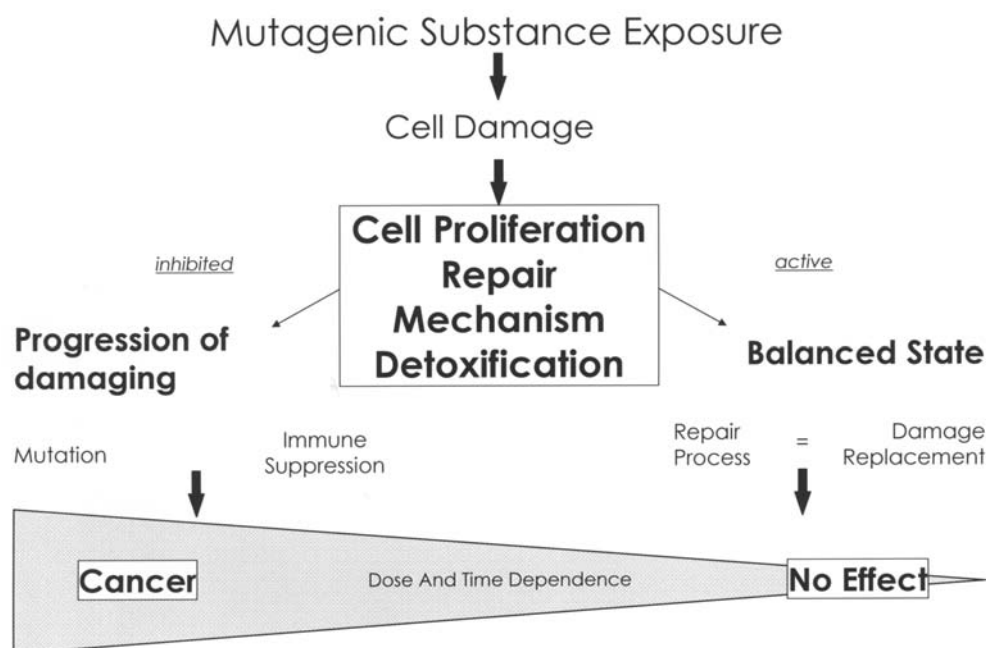 Mutagenic Substance Exposure
Cell Damage
Cell Proliferation
Repair
Mechanism
Detoxification
inhibited
active
Progression of
damaging
Balanced State
Mutation
Immune
Suppression
Repair
Process
=
Damage
Replacement
Cancer
Dose And Time Dependence
No Effect